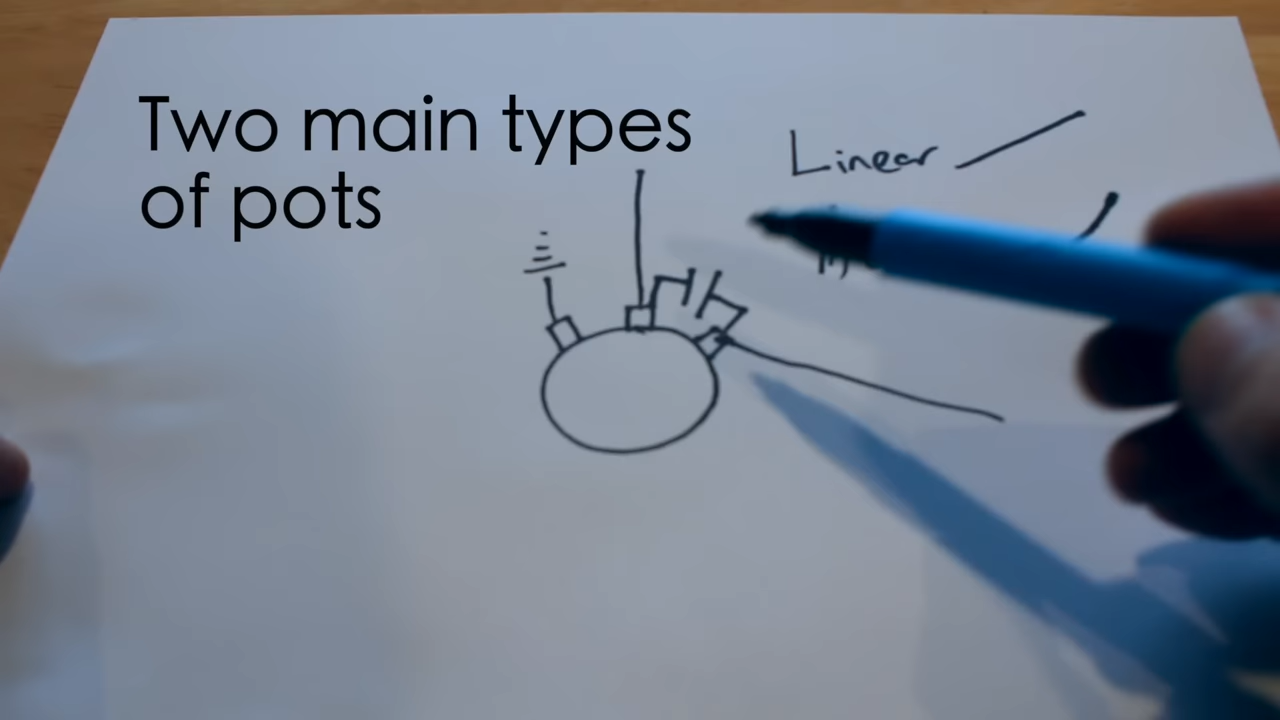 Two main types
of pots
Linear